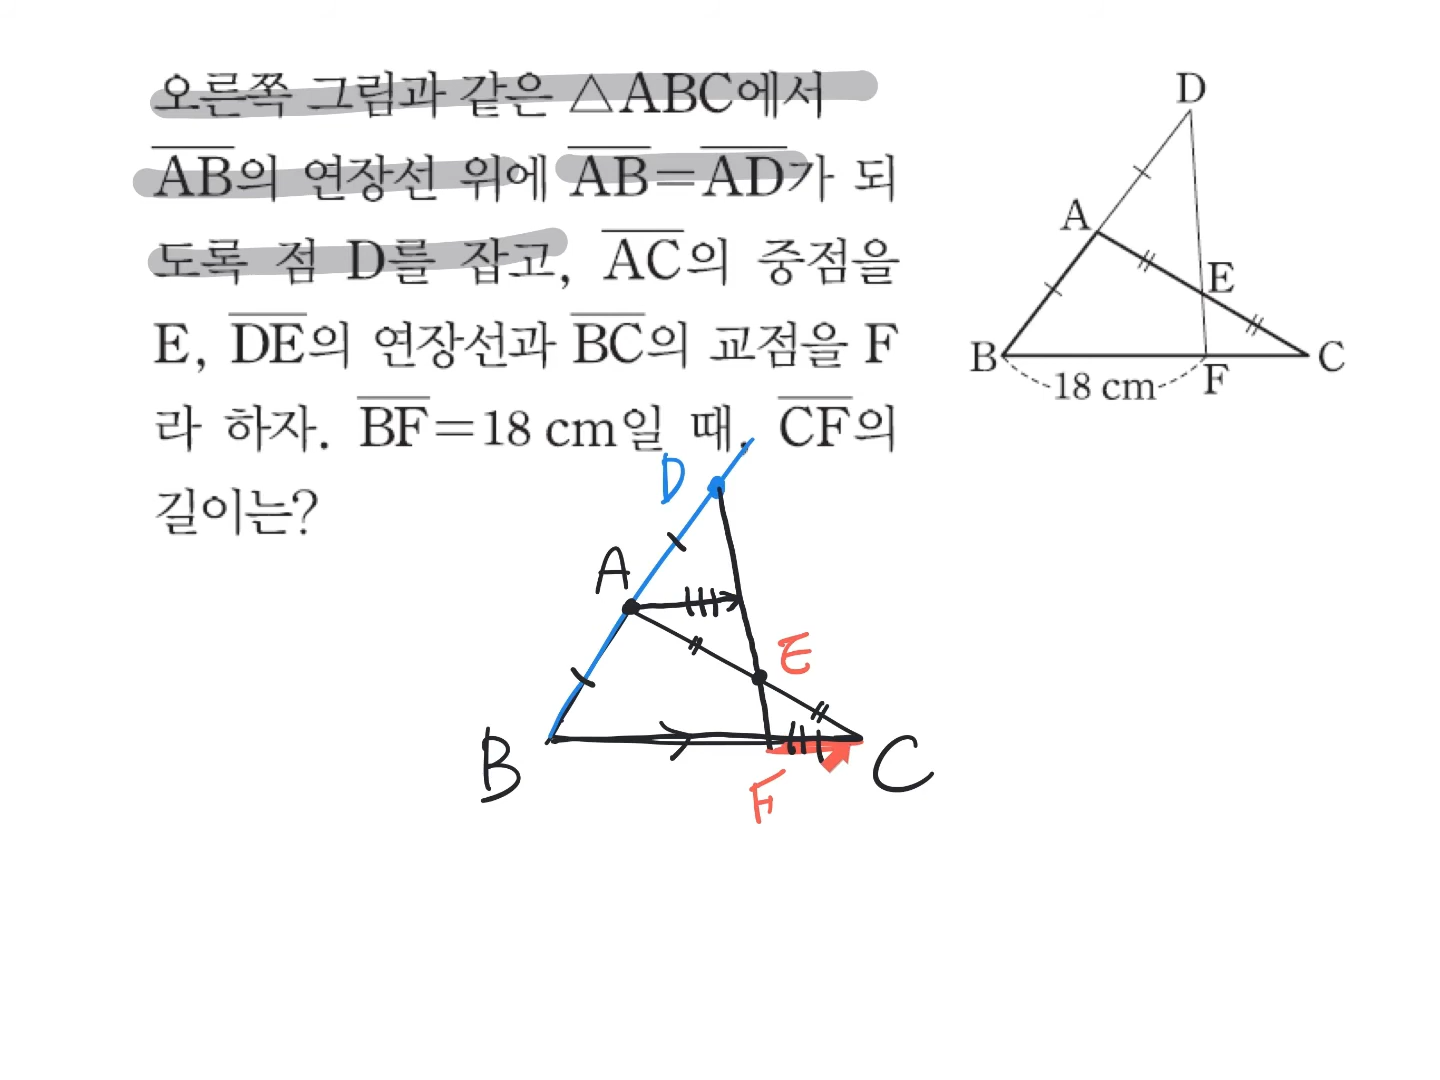 오른쪽 그림과 같은 △ABC에서
AB의 연장선 위에 AB=AD가 되
도록 점 D를 잡고, AC의 중점을
E, DE의 연장선과 BC의 교점을 F
라 하자. BF=18 cm일 때, CF의
길이는?
D
A
E
B
C
18 cm
F
D
A
E
B
C
F